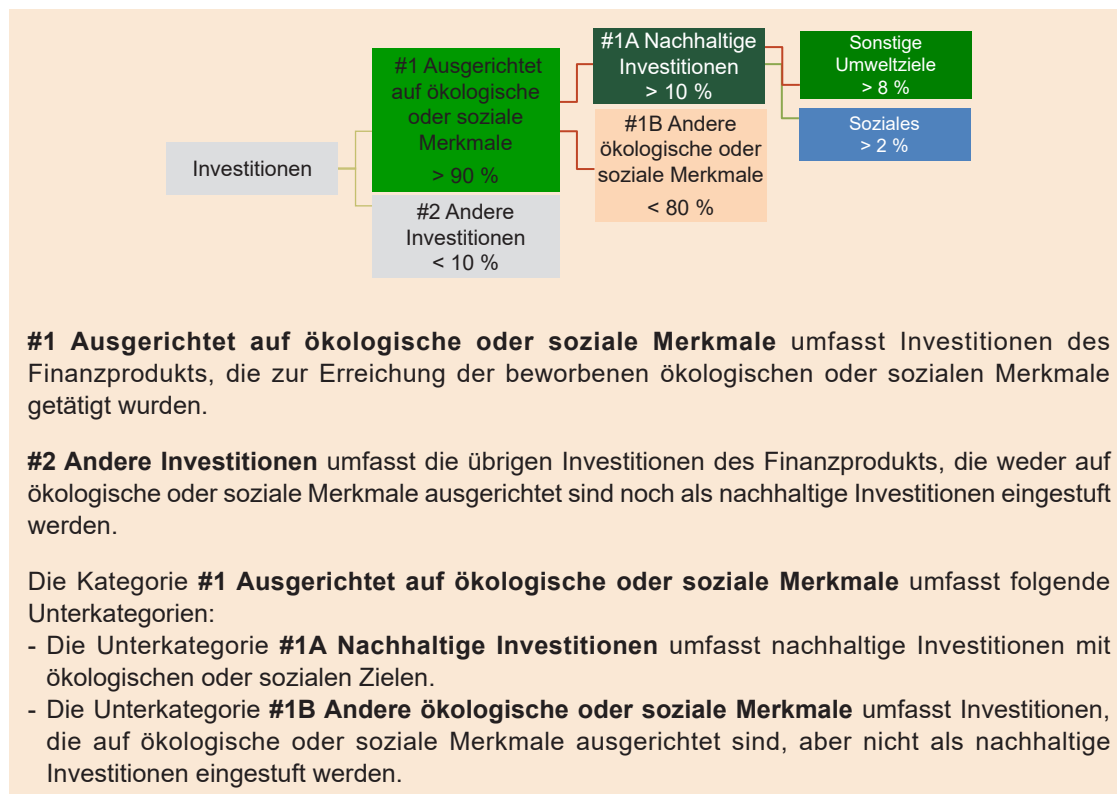 Investitionen
#1 Ausgerichtet
auf ökologische
oder soziale
Merkmale
> 90 %
#2 Andere
Investitionen
< 10 %
#1A Nachhaltige
Investitionen
> 10 %
#1B Andere
ökologische oder
soziale Merkmale
< 80 %
Sonstige
Umweltziele
> 8 %
Soziales
> 2 %
#1 Ausgerichtet auf ökologische oder soziale Merkmale umfasst Investitionen des
Finanzprodukts, die zur Erreichung der beworbenen ökologischen oder sozialen Merkmale
getätigt wurden.
#2 Andere Investitionen umfasst die übrigen Investitionen des Finanzprodukts, die weder auf
ökologische oder soziale Merkmale ausgerichtet sind noch als nachhaltige Investitionen eingestuft
werden.
Die Kategorie #1 Ausgerichtet auf ökologische oder soziale Merkmale umfasst folgende
Unterkategorien:
- Die Unterkategorie #1A Nachhaltige Investitionen umfasst nachhaltige Investitionen mit
ökologischen oder sozialen Zielen.
- Die Unterkategorie #1B Andere ökologische oder soziale Merkmale umfasst Investitionen,
die auf ökologische oder soziale Merkmale ausgerichtet sind, aber nicht als nachhaltige
Investitionen eingestuft werden.